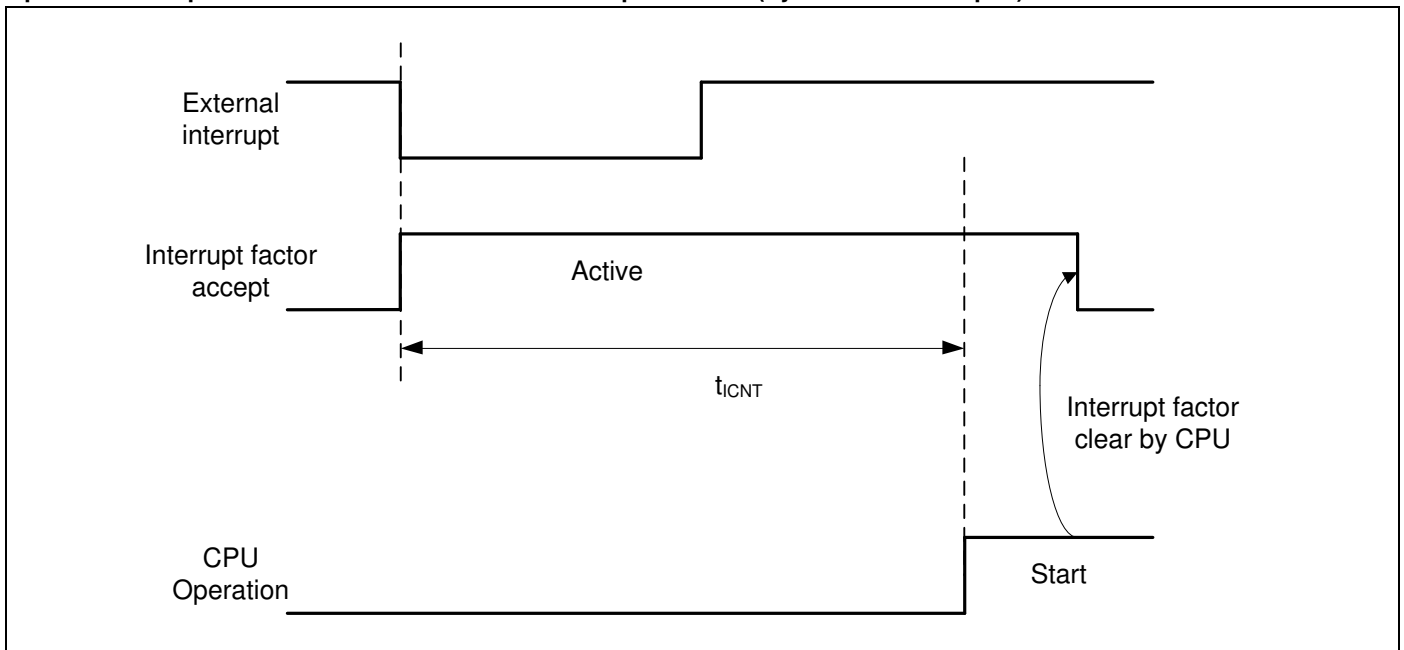 External
interrupt
Interrupt factor
accept
Active
tICNT
Interrupt factor
clear by CPU
CPU
Operation
Start